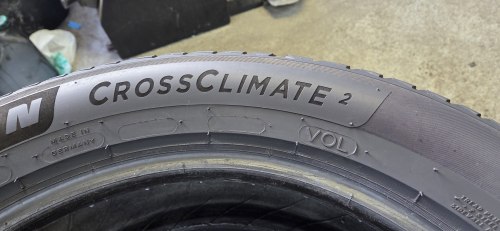 N
CROSSCLIMATE 2
MADE IN
GERMANY
VOL